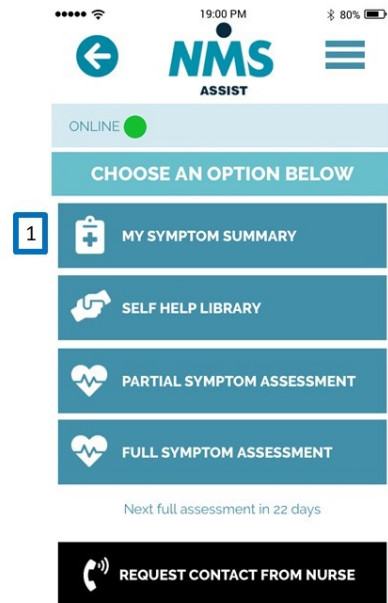 19:00 PM
80%
NMS
ASSIST
ONLINE
CHOOSE AN OPTION BELOW
1
MY SYMPTOM SUMMARY
SELF HELP LIBRARY
PARTIAL SYMPTOM ASSESSMENT
FULL SYMPTOM ASSESSMENT
Next full assessment in 22 days
REQUEST CONTACT FROM NURSE